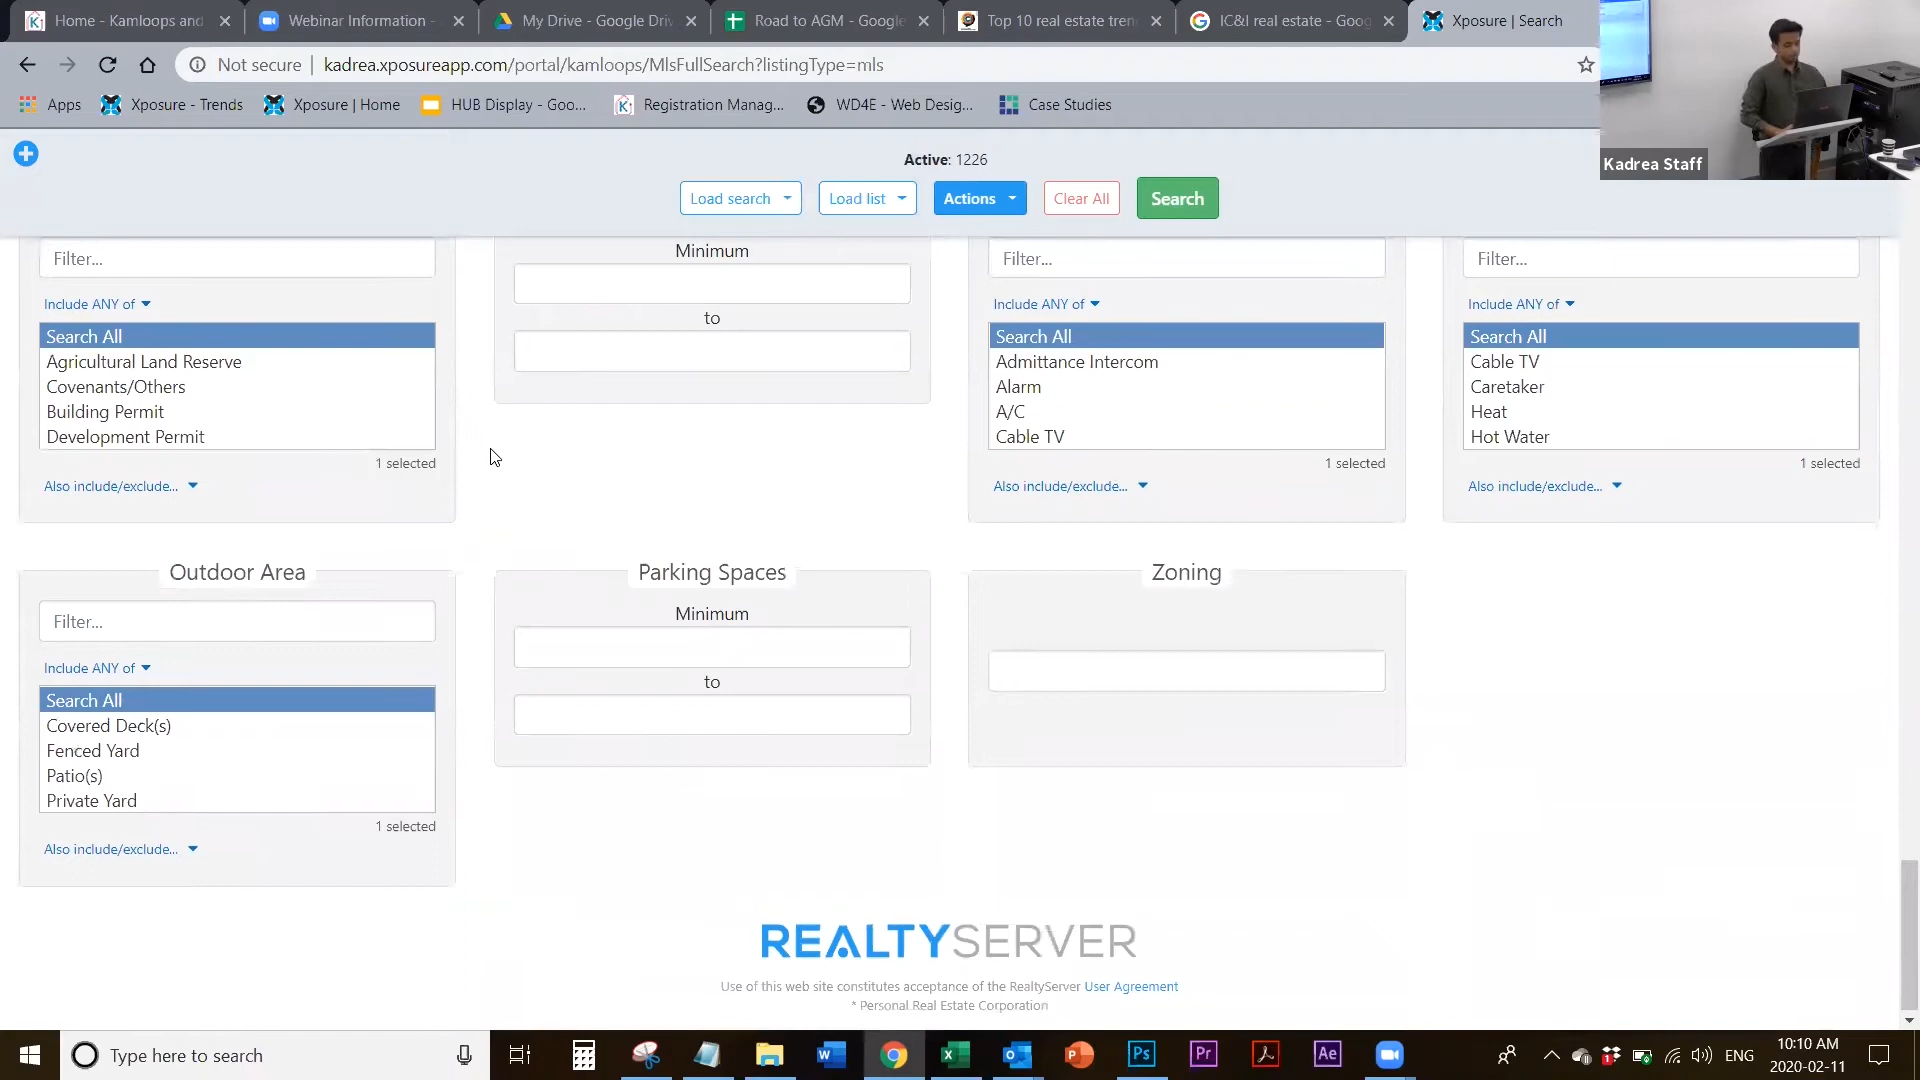 Home - Kamloops and
Webinar Information -
My Drive - Google Driv
Road to AGM - Google
Top 10 real estate tren
IC&I real estate - Goog
Xposure | Search
Not secure | kadrea.xposureapp.com/portal/kamloops/MlsFullSearch?listingType=mls
Apps
Xposure - Trends
Xposure | Home
HUB Display - Goo...
Registration Manag...
WD4E - Web Desig...
Case Studies
Kadrea Staff
Active: 1226
Load search
Load list
Actions
Clear All
Search
Filter...
Include ANY of
Search All
Agricultural Land Reserve
Covenants/Others
Building Permit
Development Permit
1 selected
Also include/exclude...
Minimum
to
Filter...
Include ANY of
Search All
Admittance Intercom
Alarm
A/C
Cable TV
1 selected
Also include/exclude...
Filter...
Include ANY of
Search All
Cable TV
Caretaker
Heat
Hot Water
1 selected
Also include/exclude...
Outdoor Area
Filter...
Include ANY of
Search All
Covered Deck(s)
Fenced Yard
Patio(s)
Private Yard
1 selected
Also include/exclude...
Parking Spaces
Minimum
to
Zoning
REALTYSERVER
Use of this web site constitutes acceptance of the RealtyServer User Agreement
* Personal Real Estate Corporation
Type here to search
Ps
Pr
Ae
ENG
10:10 AM
2020-02-11